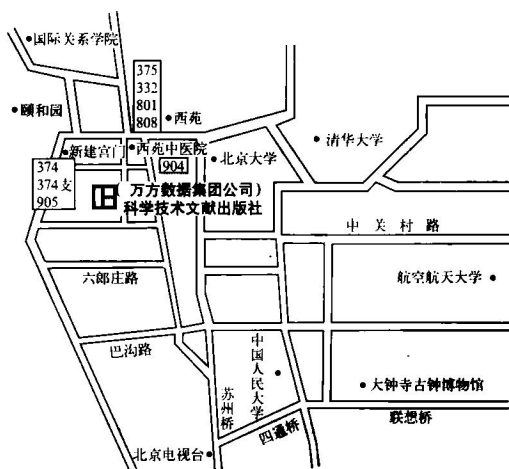 国际关系学院
375
332
801
808
颐和园
西苑
清华大学
新建宫门
西苑中医院
904
北京大学
374
374支
905
(万方数据集团公司)
科学技术文献出版社
中关村路
六郎庄路
航空航天大学
巴沟路
中国人民大学
苏州桥
大钟寺古钟博物馆
联想桥
四通桥
北京电视台